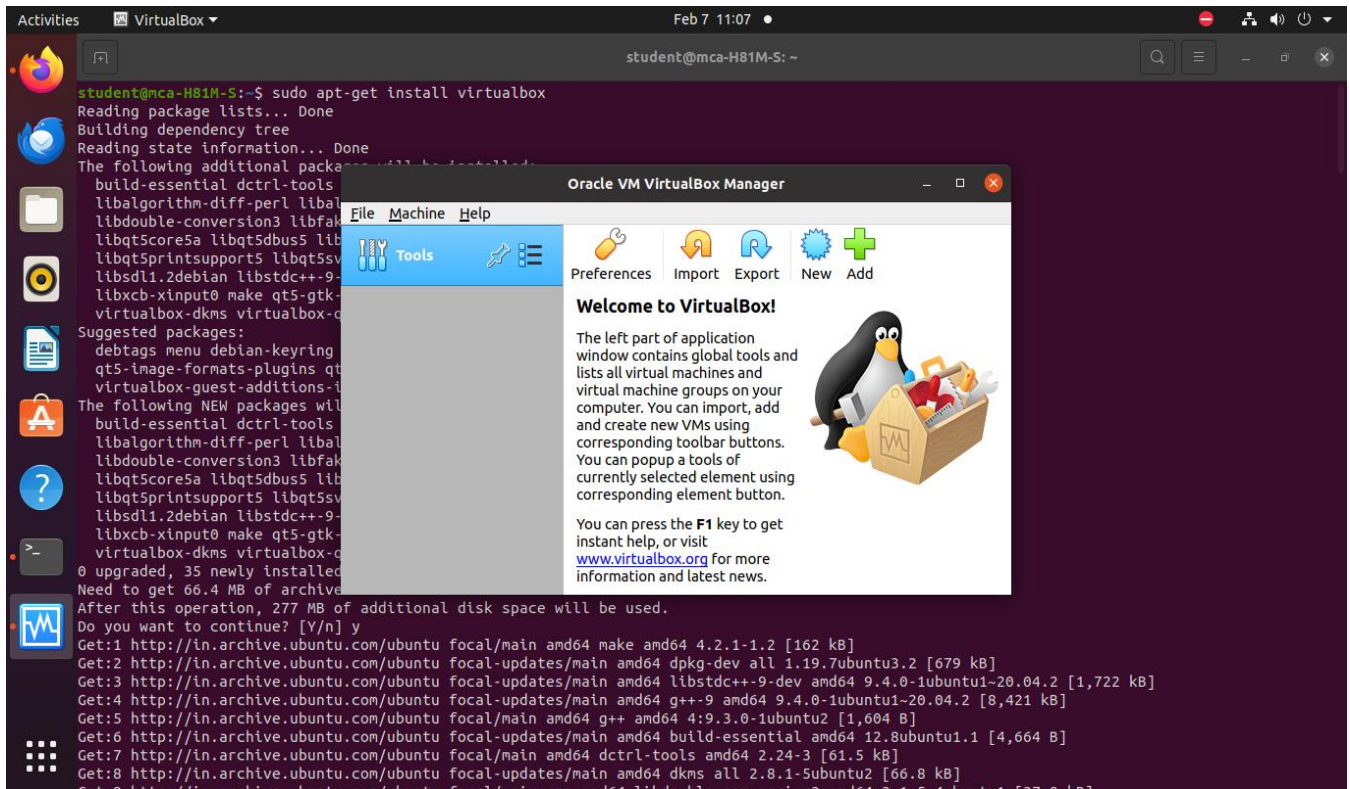 Activities
VirtualBox
Feb 7 11:07
student@mca-H81M-S: ~
student@mca-H81M-S:~$ sudo apt-get install virtualbox
Reading package lists... Done
Building dependency tree
Reading state information... Done
The following additional
build-essential dctrl-tools
libalgorithm-diff-perl
libdouble-conversion3
libqt5core5a libqt5dbus5
libqt5printsupport5
libsdl1.2debian
libxcb-xinput0 make
virtualbox-dkms
Suggested packages:
debtags menu debian-keyring
qt5-image-formats-plugins
The following NEW packages
build-essential dctrl-tools
libalgorithm-diff-perl
libdouble-conversion3
libqt5core5a libqt5dbus5
libqt5printsupport5
libsdl1.2debian
libxcb-xinput0 make
virtualbox-dkms
0 upgraded, 35 newly installed
Need to get 66.4 MB of
After this operation, 277 MB of additional disk space will be used.
Do you want to continue? [Y/n] y
Get:1 http://in.archive.ubuntu.com/ubuntu focal/main amd64 make amd64 4.2.1-1.2 [162 kB]
Get:2 http://in.archive.ubuntu.com/ubuntu focal-updates/main amd64 dpkg-dev all 1.19.7ubuntu3.2 [679 kB]
Get:3 http://in.archive.ubuntu.com/ubuntu focal-updates/main amd64 libstdc++-9-dev amd64 9.4.0-1ubuntu1~20.04.2 [1,722 kB]
Get:4 http://in.archive.ubuntu.com/ubuntu focal-updates/main amd64 g++-9 amd64 9.4.0-1ubuntu1~20.04.2 [8,421 kB]
Get:5 http://in.archive.ubuntu.com/ubuntu focal/main amd64 g++ amd64 4:9.3.0-1ubuntu2 [1,604 B]
Get:6 http://in.archive.ubuntu.com/ubuntu focal-updates/main amd64 build-essential amd64 12.8ubuntu1.1 [4,664 B]
Get:7 http://in.archive.ubuntu.com/ubuntu focal/main amd64 dctrl-tools amd64 2.24-3 [61.5 kB]
Get:8 http://in.archive.ubuntu.com/ubuntu focal-updates/main amd64 dkms all 2.8.1-5ubuntu2 [66.8 kB]
Oracle VM VirtualBox Manager
File Machine Help
Tools
Preferences Import Export New Add
Welcome to VirtualBox!
The left part of application
window contains global tools and
lists all virtual machines and
virtual machine groups on your
computer. You can import, add
and create new VMs using
corresponding toolbar buttons.
You can popup a tools of
currently selected element using
corresponding element button.
You can press the F1 key to get
instant help, or visit
www.virtualbox.org for more
information and latest news.